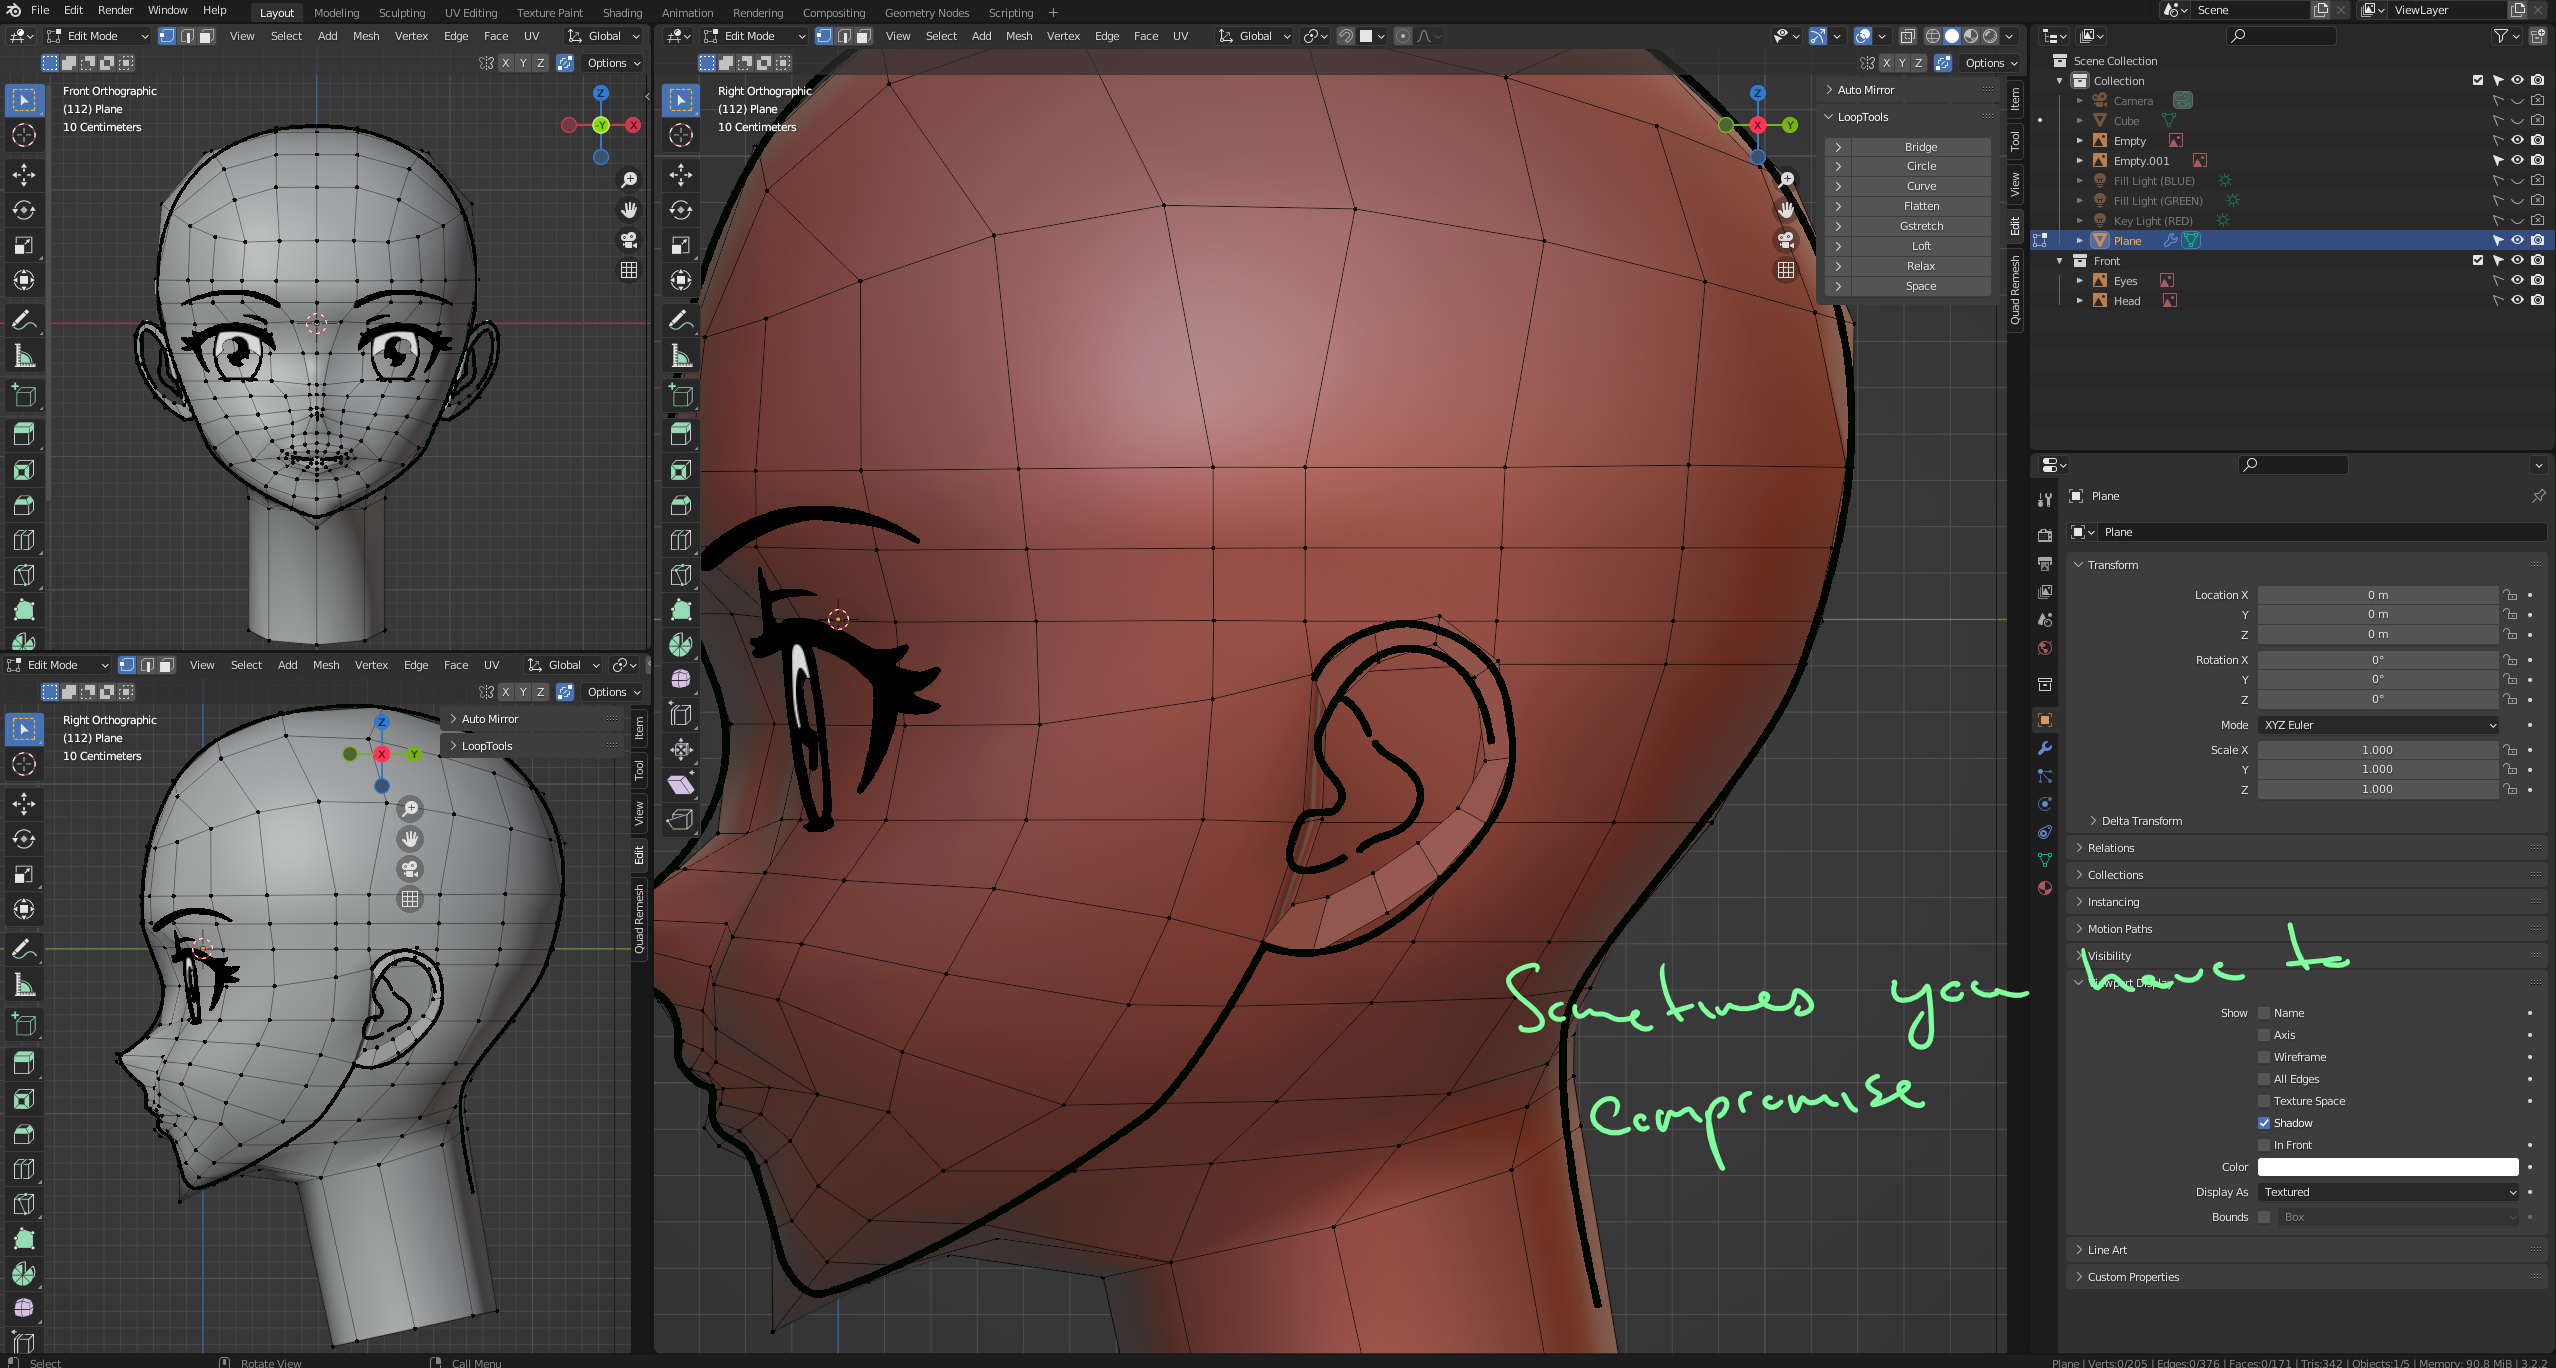 File Edit Render Window Help Layout Modeling Sculpting UV Editing Texture Paint Shading Animation Rendering Compositing Geometry Nodes Scripting + Scene ViewLayer
Edit Mode View Select Add Mesh Vertex Edge Face UV Global
X Y Z Options
Front Orthographic
(112) Plane
10 Centimeters
Z
-Y
X
Edit Mode View Select Add Mesh Vertex Edge Face UV Global
X Y Z Options
Right Orthographic
(112) Plane
10 Centimeters
Z
X
Y
Auto Mirror
LoopTools
Item
Tool
View
Edit
Quad Remesh
Edit Mode View Select Add Mesh Vertex Edge Face UV Global
X Y Z Options
Right Orthographic
(112) Plane
10 Centimeters
Z
X
Y
Auto Mirror
LoopTools
Bridge
Circle
Curve
Flatten
Gstretch
Loft
Relax
Space
Item
Tool
View
Edit
Quad Remesh
Sometimes you have to
compromise
Scene Collection
Collection
Camera
Cube
Empty
Empty.001
Fill Light (BLUE)
Fill Light (GREEN)
Key Light (RED)
Plane
Front
Eyes
Head
Plane
Plane
Transform
Location X 0 m
Y 0 m
Z 0 m
Rotation X 0°
Y 0°
Z 0°
Mode XYZ Euler
Scale X 1.000
Y 1.000
Z 1.000
Delta Transform
Relations
Collections
Instancing
Motion Paths
Visibility
Viewport Display
Show Name
Axis
Wireframe
All Edges
Texture Space
Shadow
In Front
Color
Display As Textured
Bounds Box
Line Art
Custom Properties
Select Rotate View Call Menu Plane | Verts:0/205 | Edges:0/376 | Faces:0/171 | Tris:342 | Objects:1/5 | Memory: 90.8 MiB | 3.2.2